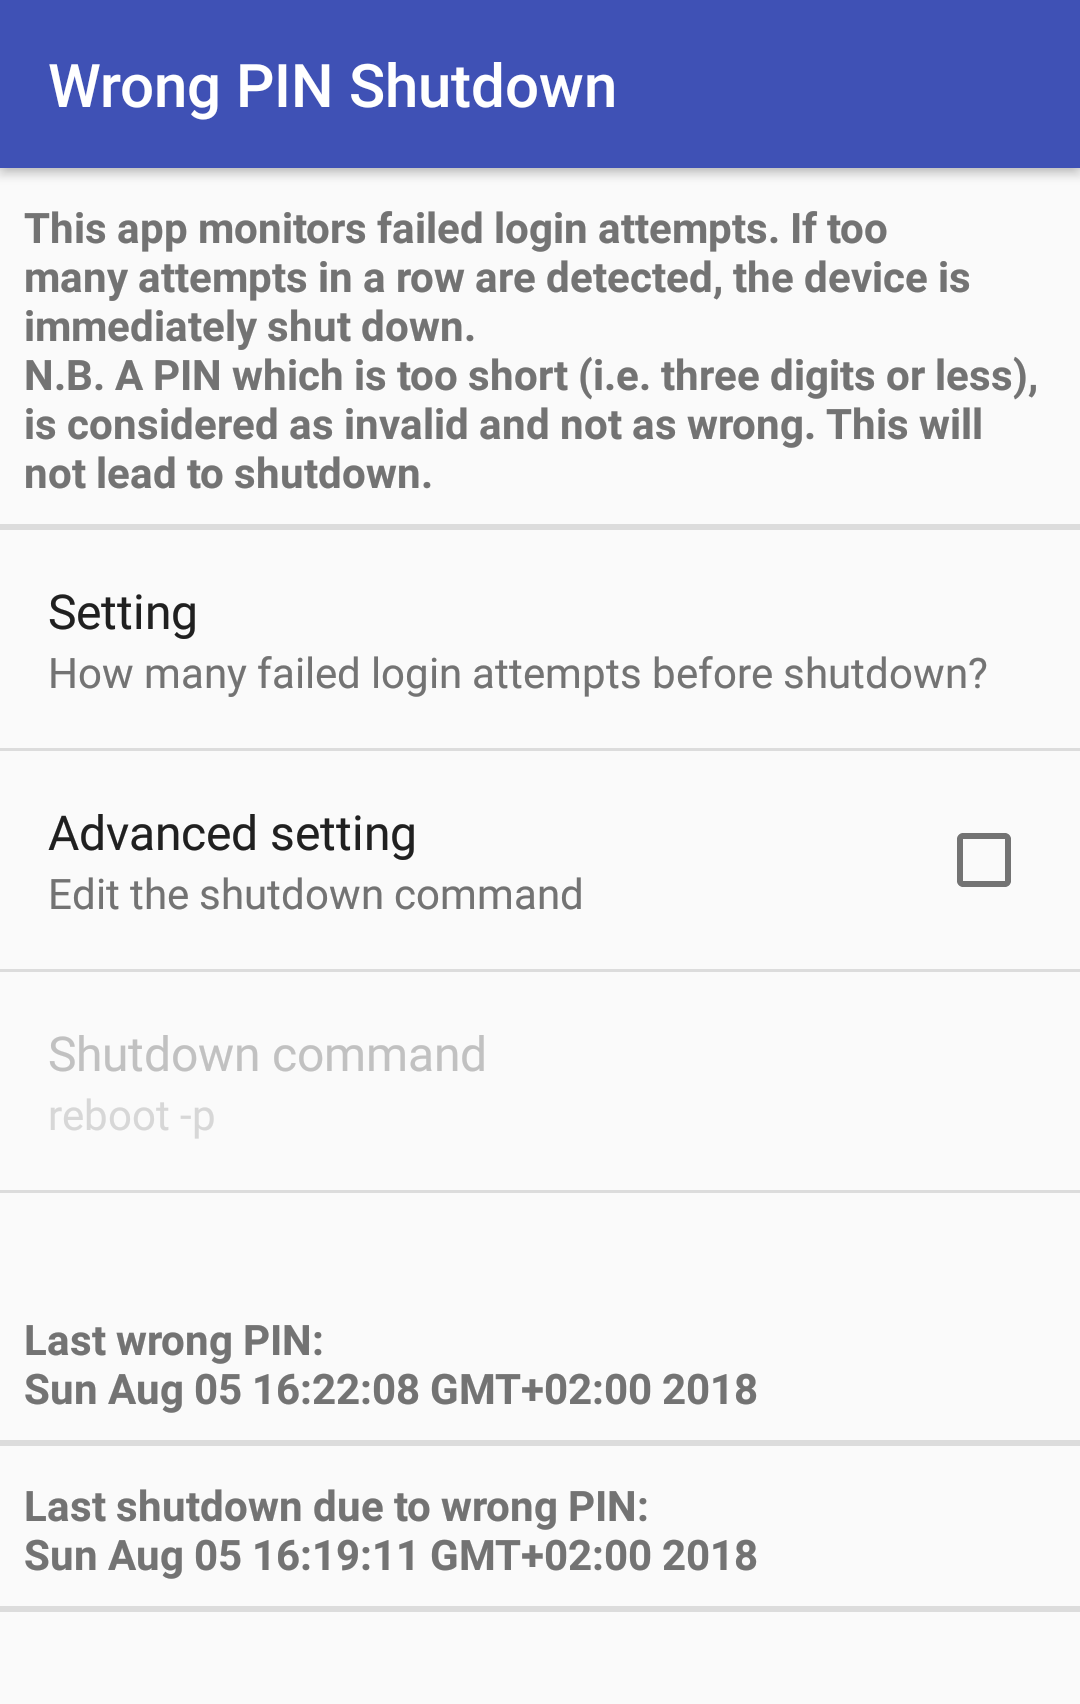 Wrong PIN Shutdown
This app monitors failed login attempts. If too
many attempts in a row are detected, the device is
immediately shut down.
N.B. A PIN which is too short (i.e. three digits or less),
is considered as invalid and not as wrong. This will
not lead to shutdown.
Setting
How many failed login attempts before shutdown?
Advanced setting
Edit the shutdown command
Shutdown command
reboot -p
Last wrong PIN:
Sun Aug 05 16:22:08 GMT+02:00 2018
Last shutdown due to wrong PIN:
Sun Aug 05 16:19:11 GMT+02:00 2018